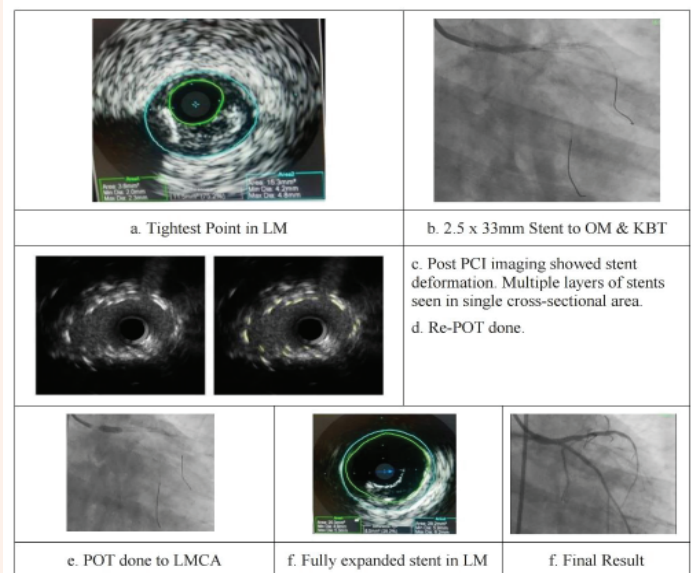 a. Tightest Point in LM
b. 2.5 x 33mm Stent to OM & KBT
c. Post PCI imaging showed stent
deformation. Multiple layers of stents
seen in single cross-sectional area.
d. Re-POT done.
e. POT done to LMCA
f. Fully expanded stent in LM
f. Final Result